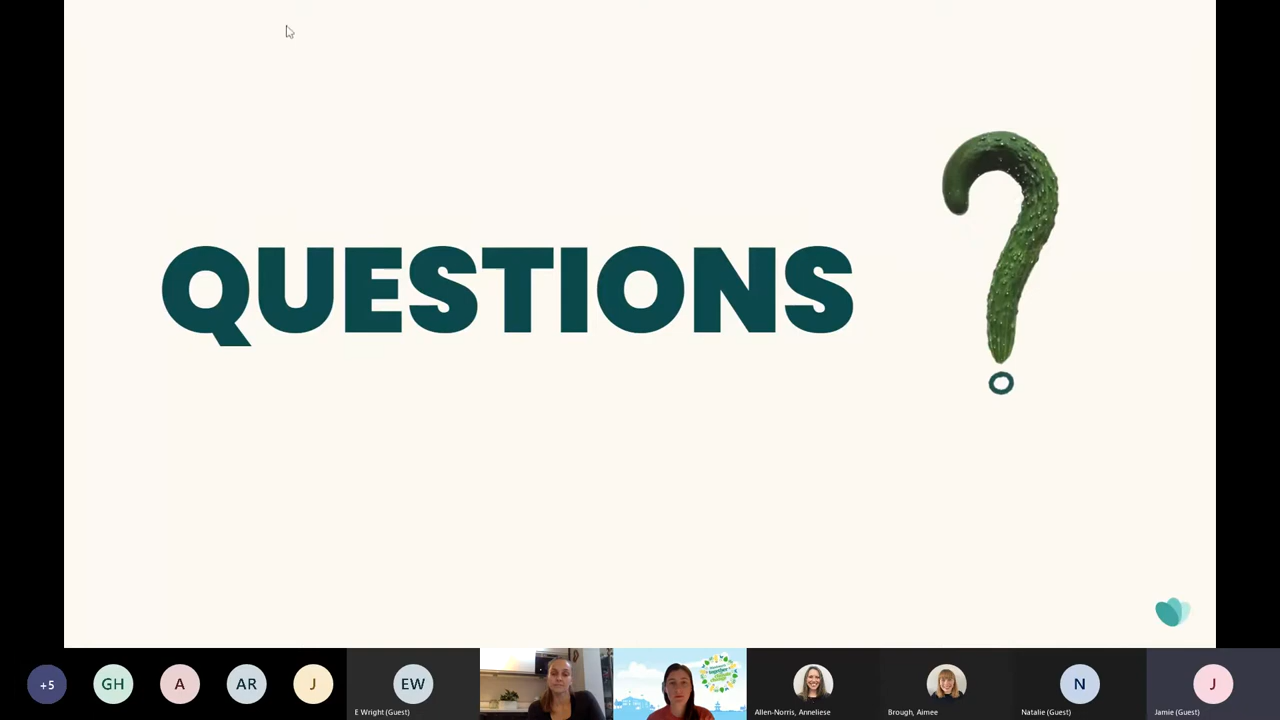 QUESTIONS
+5
GH
A
AR
J
EW
E Wright (Guest)
Allen-Norris, Anneliese
Brough, Aimee
N
Natalie (Guest)
J
Jamie (Guest)